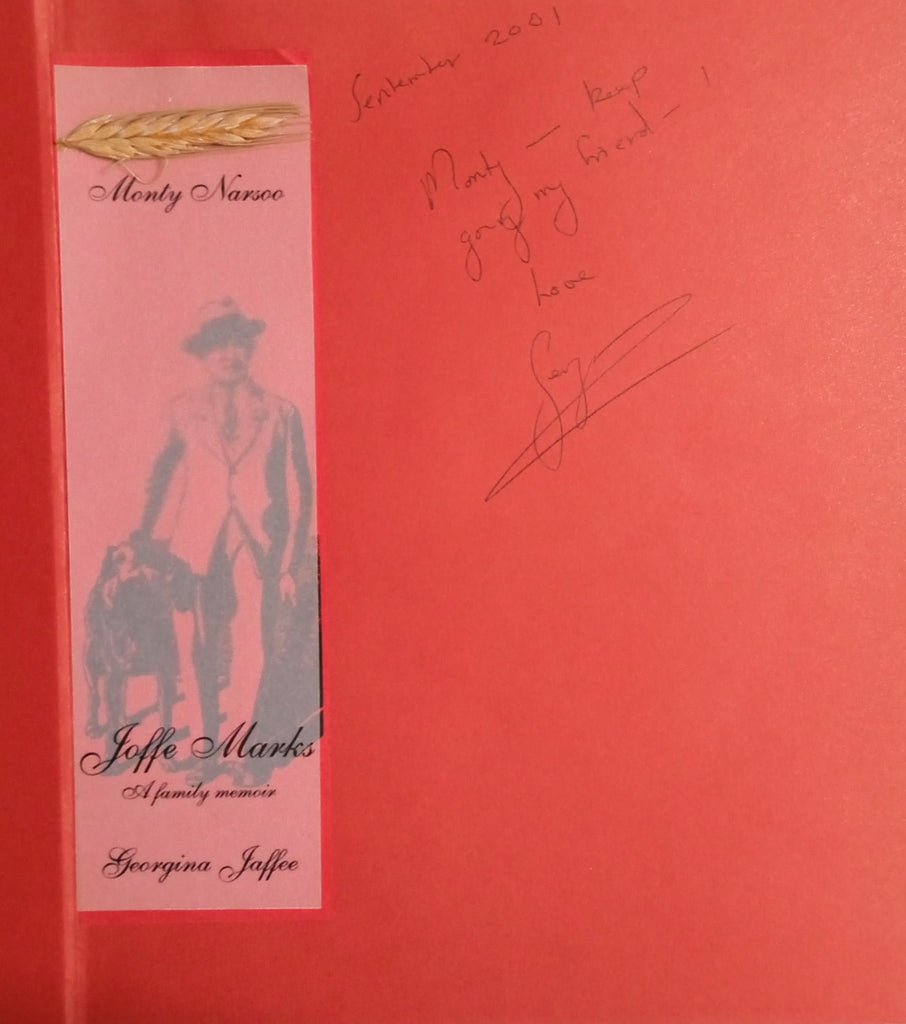 Monty Narsoo
Joffe Marks
A family memoir
Georgina Jaffee
September 2001
Monty – keep
going my friend – !
Love